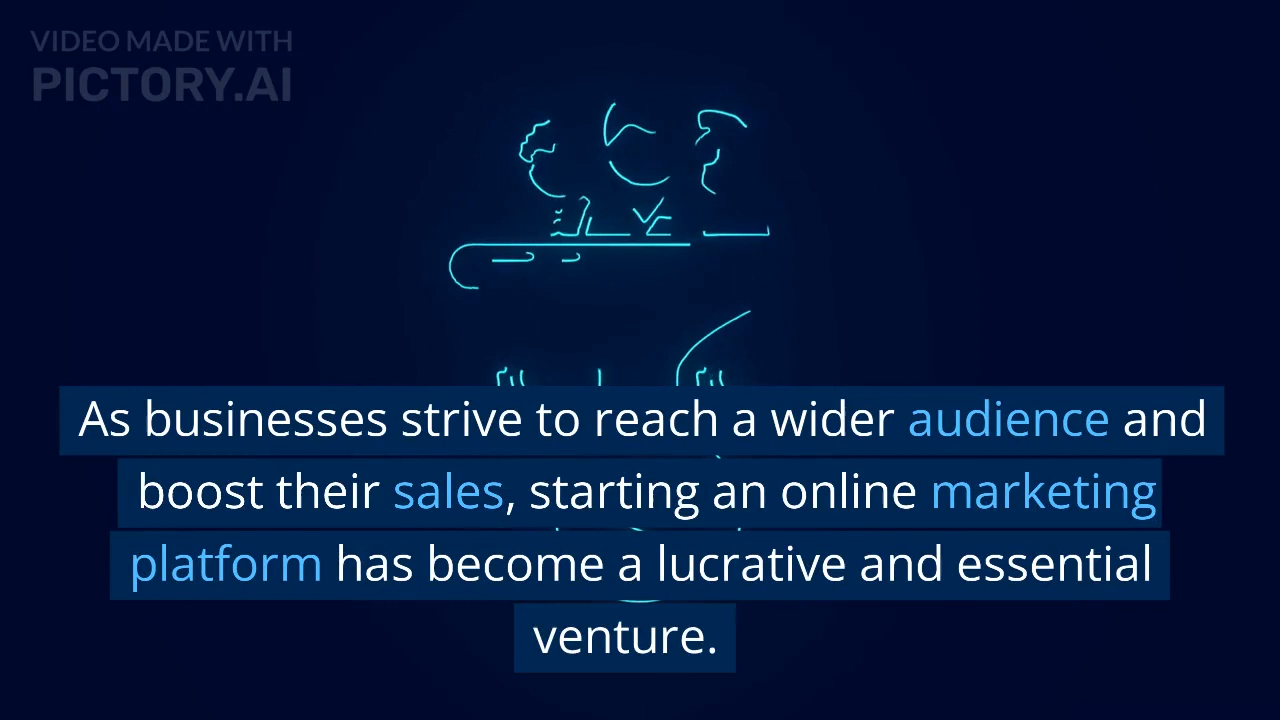 VIDEO MADE WITH
PICTORY.AI
As businesses strive to reach a wider audience and
boost their sales, starting an online marketing
platform has become a lucrative and essential
venture.